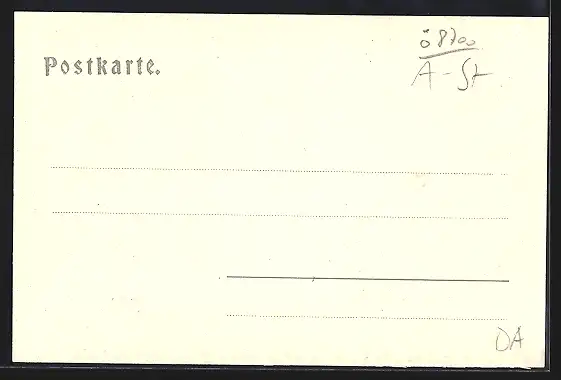 ö 8700
Postkarte.
A-St
DA